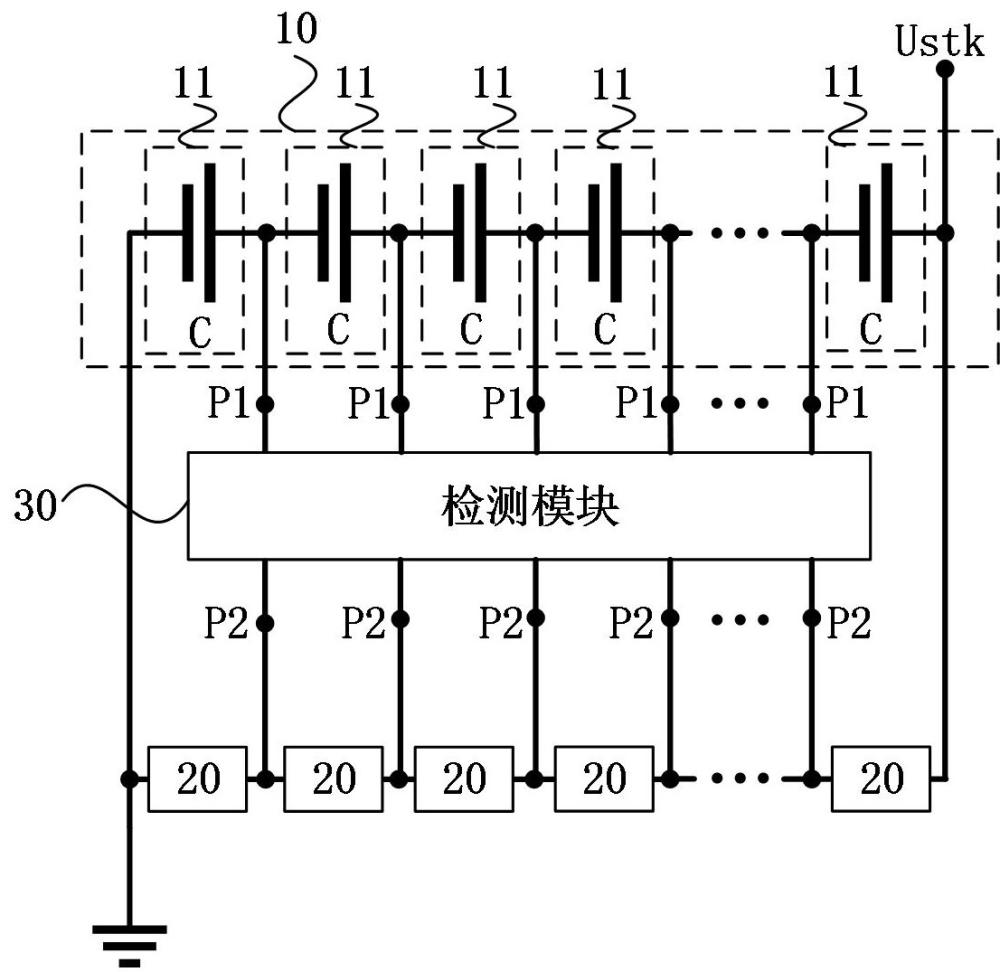 10
Ustk
11 11 11 11 11
C C C C C
P1 P1 P1 P1 P1
30
检测模块
P2 P2 P2 P2 P2
20 20 20 20 20